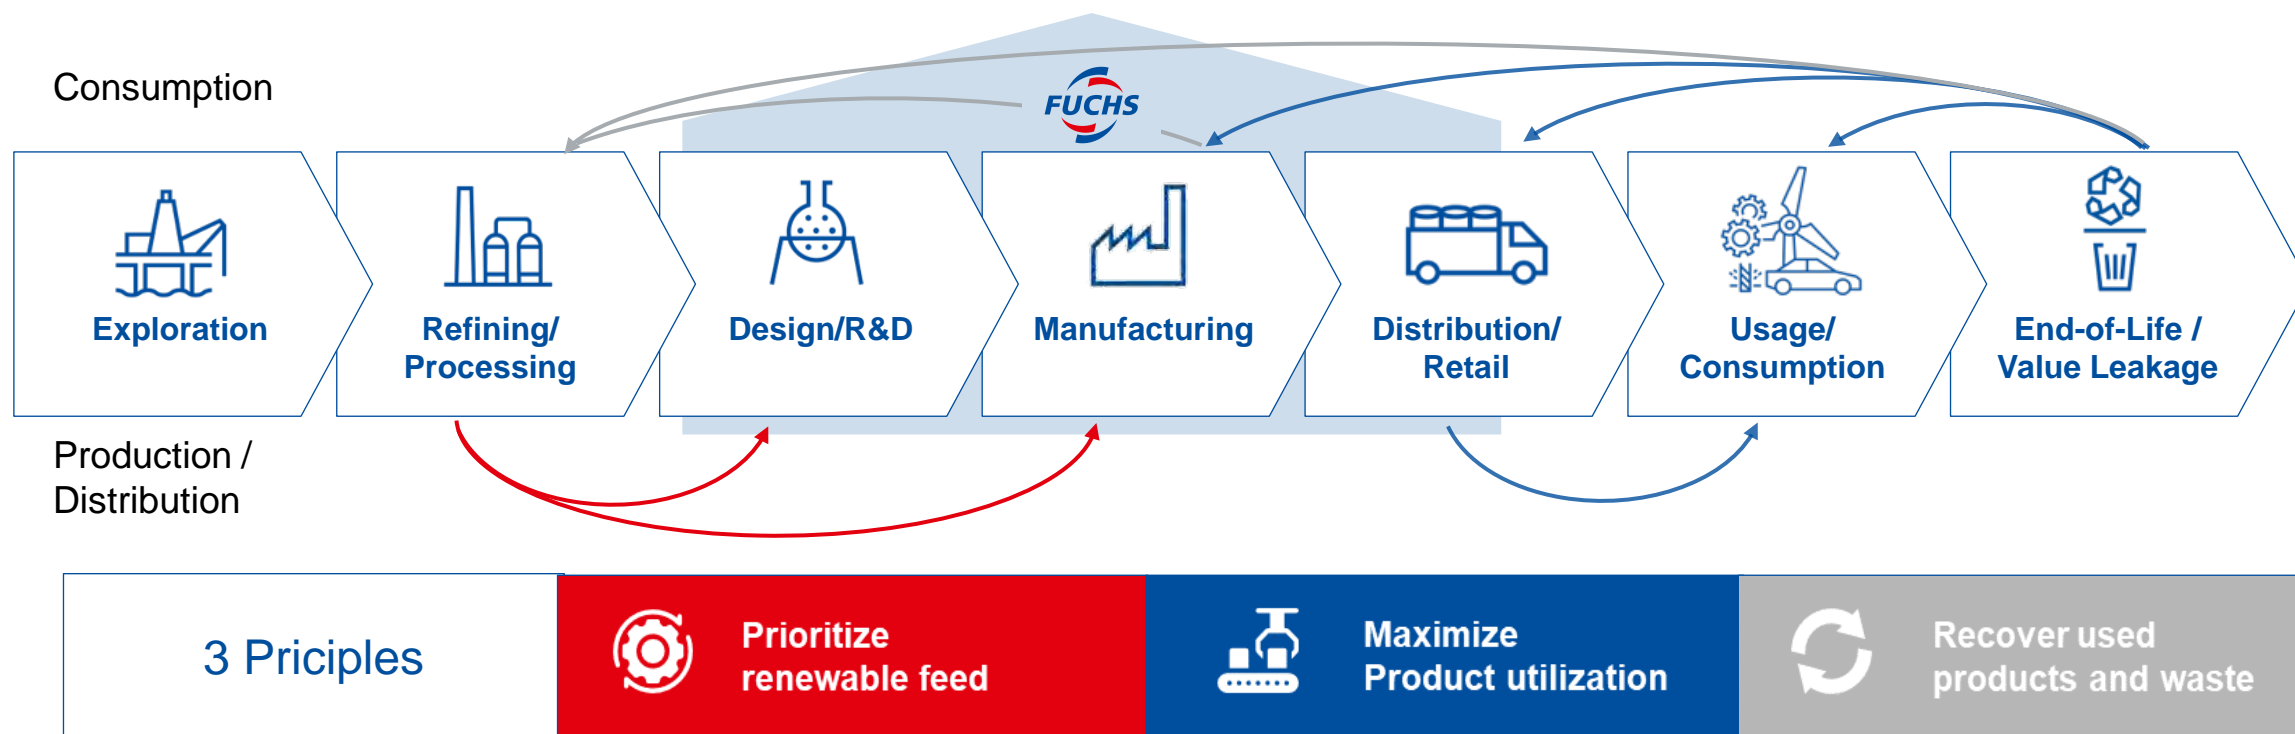 Consumption
FUCHS
Exploration
Refining/
Processing
Design/R&D
Manufacturing
Distribution/
Retail
Usage/
Consumption
End-of-Life /
Value Leakage
Production /
Distribution
3 Priciples
Prioritize
renewable feed
Maximize
Product utilization
Recover used
products and waste